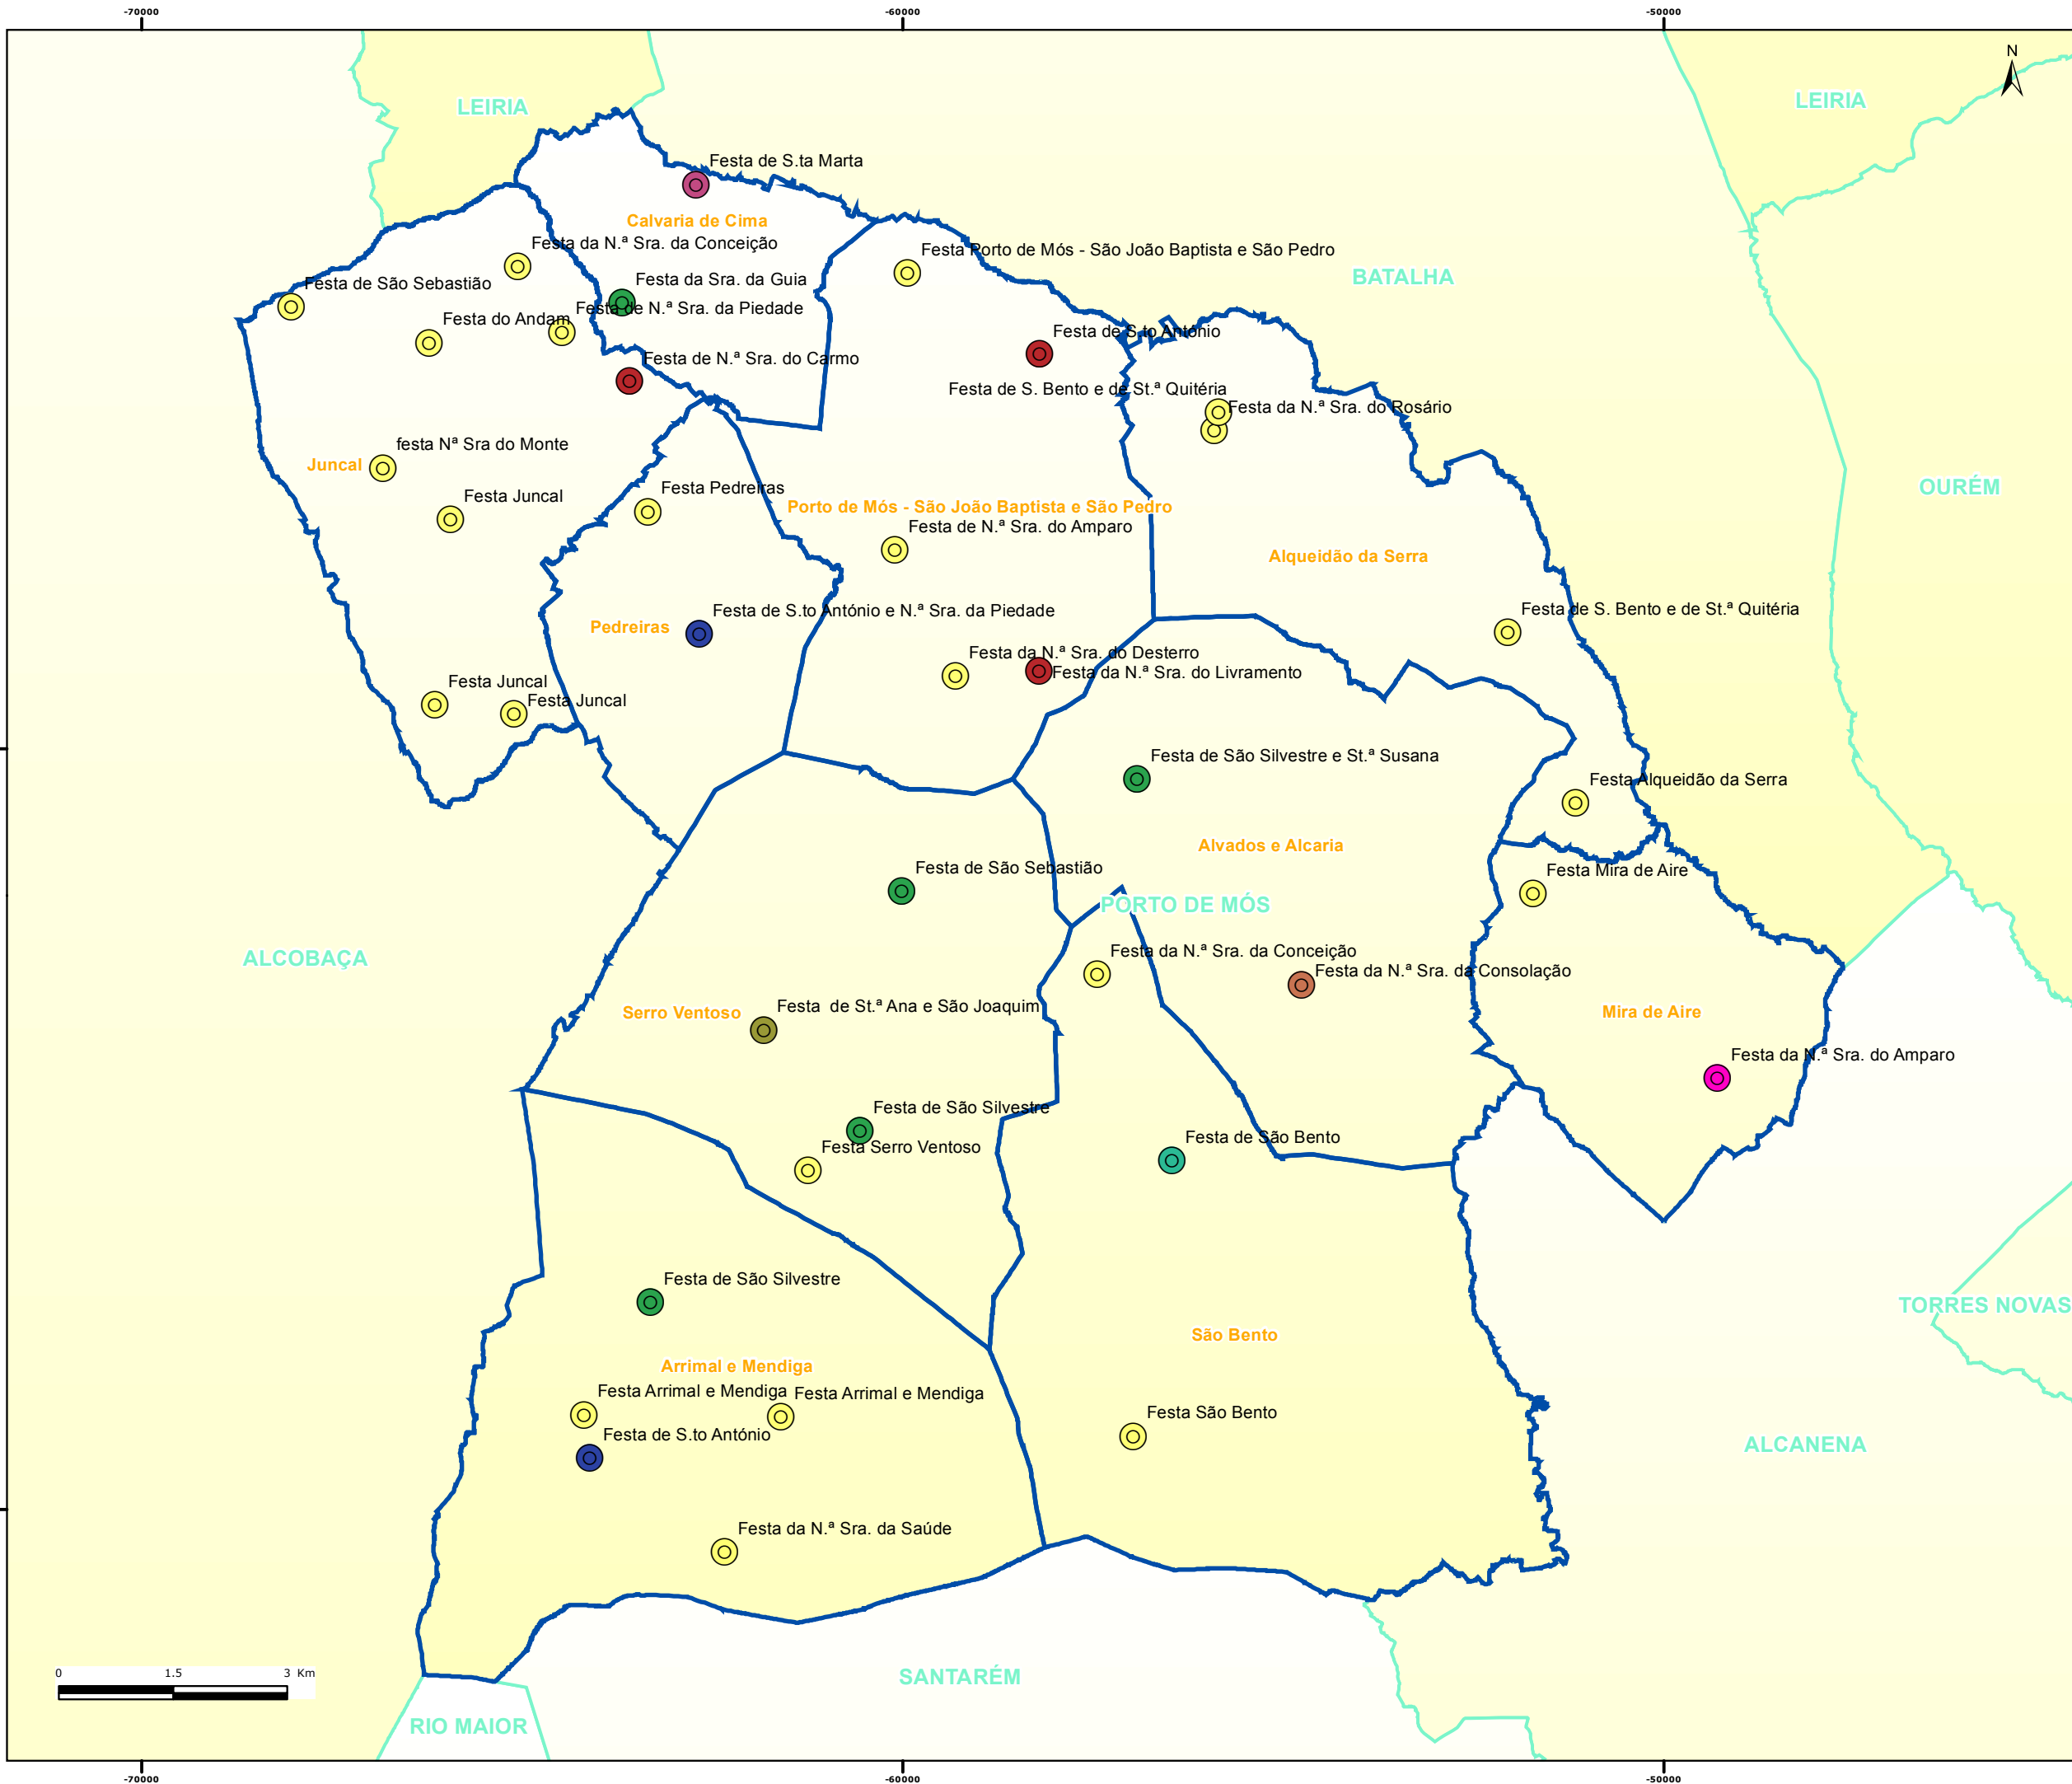 -70000
-60000
-50000
N
LEIRIA
LEIRIA
Festa de S.ta Marta
Calvaria de Cima
Festa da N.ª Sra. da Conceição
Festa Porto de Mós - São João Baptista e São Pedro
BATALHA
Festa de São Sebastião
Festa da Sra. da Guia
Festa do Andam
Festa de N.ª Sra. da Piedade
Festa de S.to António
Festa de N.ª Sra. do Carmo
Festa de S. Bento e de St.ª Quitéria
Festa da N.ª Sra. do Rosário
festa Nª Sra do Monte
Juncal
Festa Juncal
Festa Pedreiras
OURÉM
Porto de Mós - São João Baptista e São Pedro
Festa de N.ª Sra. do Amparo
Alqueidão da Serra
Festa de S.to António e N.ª Sra. da Piedade
Festa de S. Bento e de St.ª Quitéria
Pedreiras
Festa da N.ª Sra. do Desterro
Festa da N.ª Sra. do Livramento
Festa Juncal
Festa Juncal
Festa de São Silvestre e St.ª Susana
Festa Alqueidão da Serra
Alvados e Alcaria
Festa de São Sebastião
Festa Mira de Aire
PORTO DE MÓS
ALCOBAÇA
Festa da N.ª Sra. da Conceição
Festa da N.ª Sra. da Consolação
Serro Ventoso
Festa  de St.ª Ana e São Joaquim
Mira de Aire
Festa da N.ª Sra. do Amparo
Festa de São Silvestre
Festa Serro Ventoso
Festa de São Bento
Festa de São Silvestre
TORRES NOVAS
São Bento
Arrimal e Mendiga
Festa Arrimal e Mendiga
Festa Arrimal e Mendiga
Festa São Bento
Festa de S.to António
ALCANENA
Festa da N.ª Sra. da Saúde
0 1.5 3 Km
SANTARÉM
RIO MAIOR
-70000
-60000
-50000